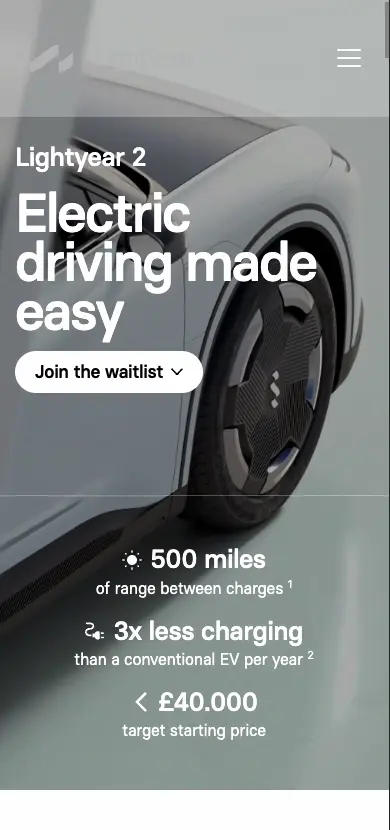 Lightyear 2
Electric
driving made
easy
Join the waitlist
500 miles
of range between charges 1
3x less charging
than a conventional EV per year 2
< £40.000
target starting price